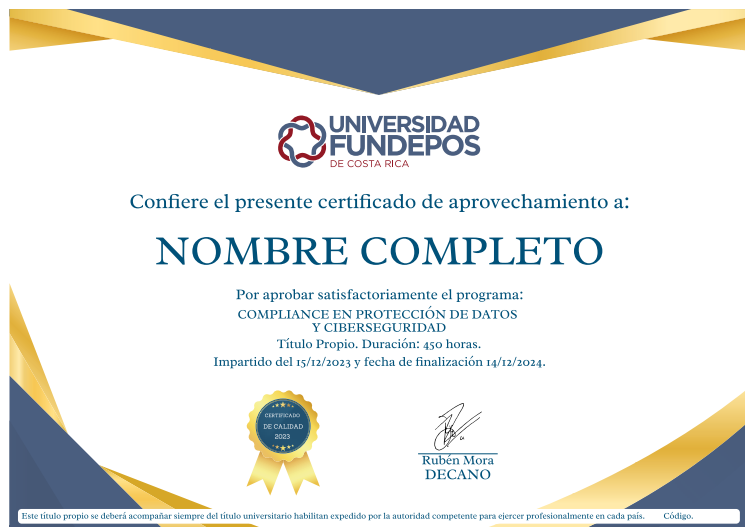 UNIVERSIDAD
FUNDEPOS
DE COSTA RICA
Confiere el presente certificado de aprovechamiento a:
NOMBRE COMPLETO
Por aprobar satisfactoriamente el programa:
COMPLIANCE EN PROTECCIÓN DE DATOS
Y CIBERSEGURIDAD
Título Propio. Duración: 450 horas.
Impartido del 15/12/2023 y fecha de finalización 14/12/2024.
CERTIFICADO
DE CALIDAD
2023
Rubén Mora
DECANO
Este título propio se deberá acompañar siempre del título universitario habilitan expedido por la autoridad competente para ejercer profesionalmente en cada país. Código.